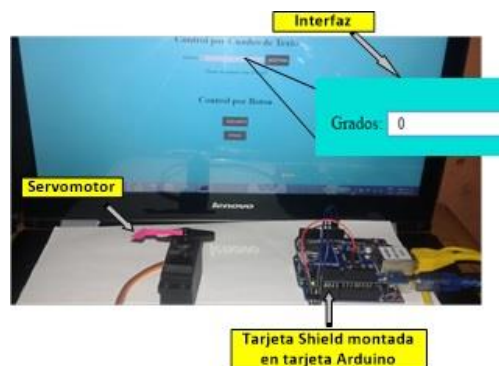 Interfaz
Control por Cuadro de Texto
Control por Boton
Grados: 0
Servomotor
lenovo
Tarjeta Shield montada
en tarjeta Arduino